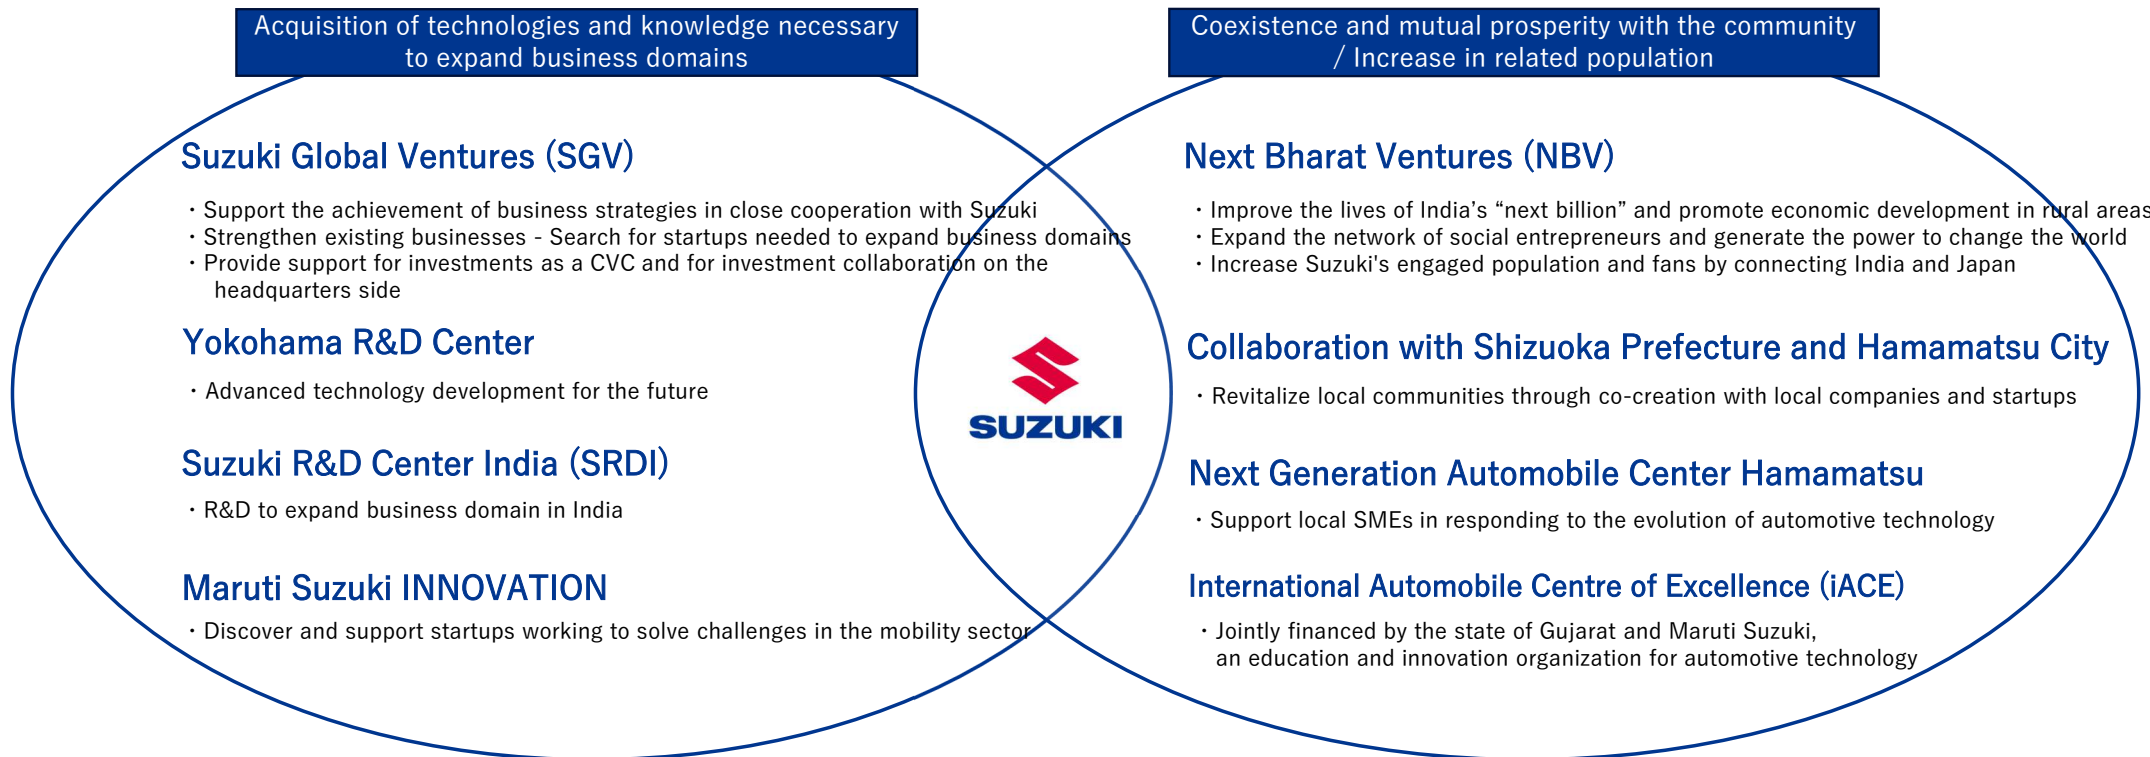 Acquisition of technologies and knowledge necessary
to expand business domains
Suzuki Global Ventures (SGV)
・Support the achievement of business strategies in close cooperation with Suzuki
・Strengthen existing businesses - Search for startups needed to expand business domains
・Provide support for investments as a CVC and for investment collaboration on the
headquarters side
Yokohama R&D Center
・Advanced technology development for the future
Suzuki R&D Center India (SRDI)
・R&D to expand business domain in India
Maruti Suzuki INNOVATION
・Discover and support startups working to solve challenges in the mobility sector
SUZUKI
Coexistence and mutual prosperity with the community
/ Increase in related population
Next Bharat Ventures (NBV)
・Improve the lives of India’s “next billion” and promote economic development in rural areas
・Expand the network of social entrepreneurs and generate the power to change the world
・Increase Suzuki's engaged population and fans by connecting India and Japan
Collaboration with Shizuoka Prefecture and Hamamatsu City
・Revitalize local communities through co-creation with local companies and startups
Next Generation Automobile Center Hamamatsu
・Support local SMEs in responding to the evolution of automotive technology
International Automobile Centre of Excellence (iACE)
・Jointly financed by the state of Gujarat and Maruti Suzuki,
an education and innovation organization for automotive technology